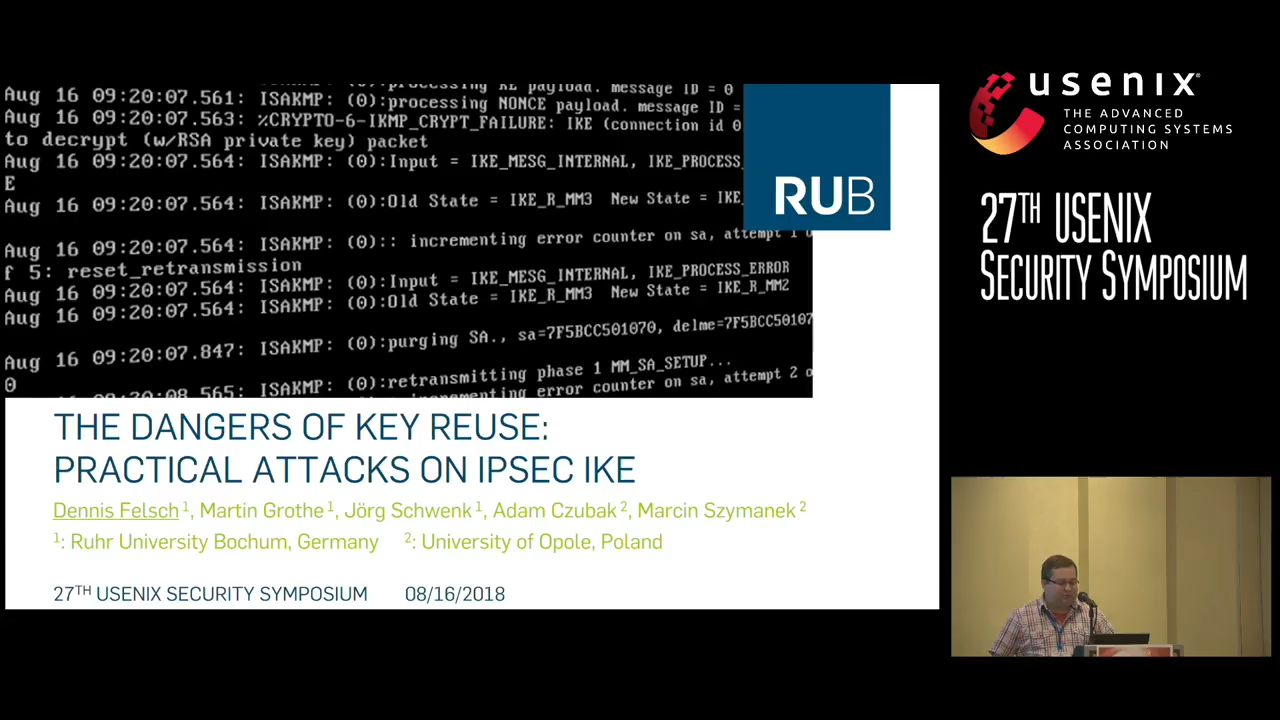 Aug 16 09:20:07.561: ISAKMP: (0):processing KE payload. message ID = 0
Aug 16 09:20:07.563: ISAKMP: (0):processing NONCE payload. message ID = 0
Aug 16 09:20:07.563: %CRYPTO-6-IKMP_CRYPT_FAILURE: IKE (connection id 0
to decrypt (w/RSA private key) packet
Aug 16 09:20:07.564: ISAKMP: (0):Input = IKE_MESG_INTERNAL, IKE_PROCESS_
E
Aug 16 09:20:07.564: ISAKMP: (0):Old State = IKE_R_MM3 New State = IKE_
Aug 16 09:20:07.564: ISAKMP: (0):: incrementing error counter on sa, attempt 1 o
f 5: reset_retransmission
Aug 16 09:20:07.564: ISAKMP: (0):Input = IKE_MESG_INTERNAL, IKE_PROCESS_ERROR
Aug 16 09:20:07.564: ISAKMP: (0):Old State = IKE_R_MM3 New State = IKE_R_MM2
Aug 16 09:20:07.847: ISAKMP: (0):purging SA., sa=7F5BCC501070, delme=7F5BCC50107
0
Aug 16 09:20:08.565: ISAKMP: (0):retransmitting phase 1 MM_SA_SETUP...
incrementing error counter on sa, attempt 2 o
RUB
THE DANGERS OF KEY REUSE:
PRACTICAL ATTACKS ON IPSEC IKE
Dennis Felsch 1, Martin Grothe 1, Jörg Schwenk 1, Adam Czubak 2, Marcin Szymanek 2
1: Ruhr University Bochum, Germany 2: University of Opole, Poland
27TH USENIX SECURITY SYMPOSIUM 08/16/2018
usenix®
THE ADVANCED
COMPUTING SYSTEMS
ASSOCIATION
27TH USENIX
SECURITY SYMPOSIUM